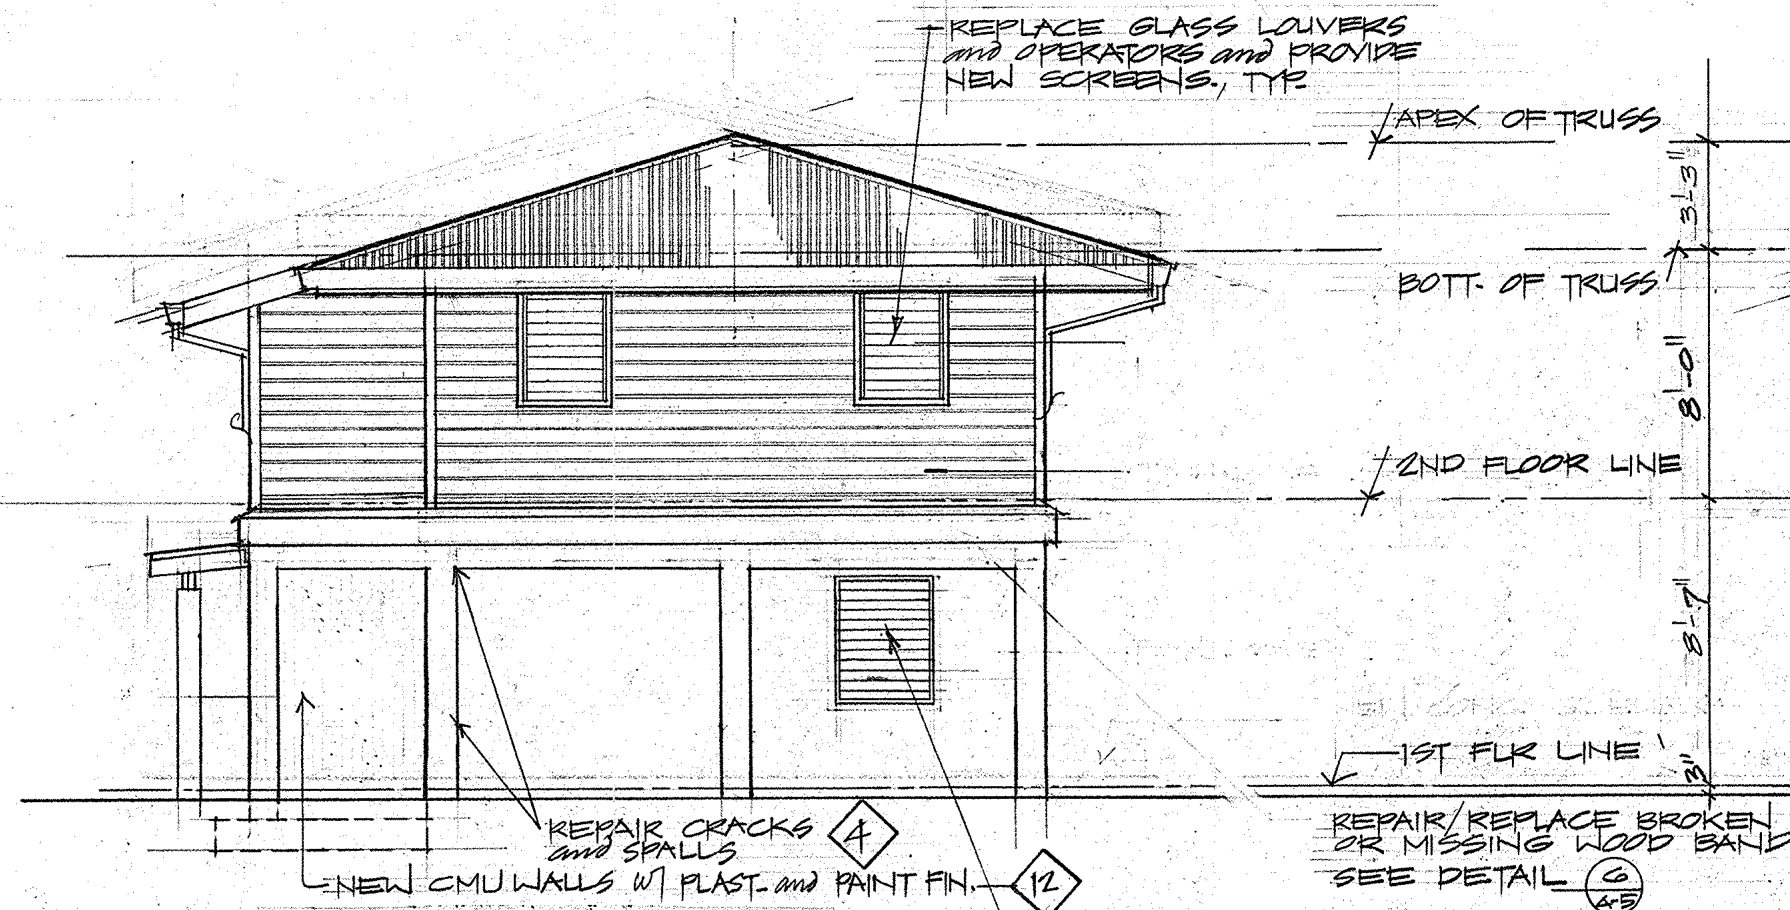 REPLACE GLASS LOUVERS
and OPERATORS and PROVIDE
NEW SCREENS., TYP.
APEX OF TRUSS
3'-3"
BOTT. OF TRUSS
8'-0"
2ND FLOOR LINE
8'-7"
1ST FLR LINE
3"
REPAIR CRACKS
and SPALLS
4
NEW CMU WALLS W/ PLAST. and PAINT FIN.
12
REPAIR/REPLACE BROKEN
OR MISSING WOOD BAND
SEE DETAIL
A-5